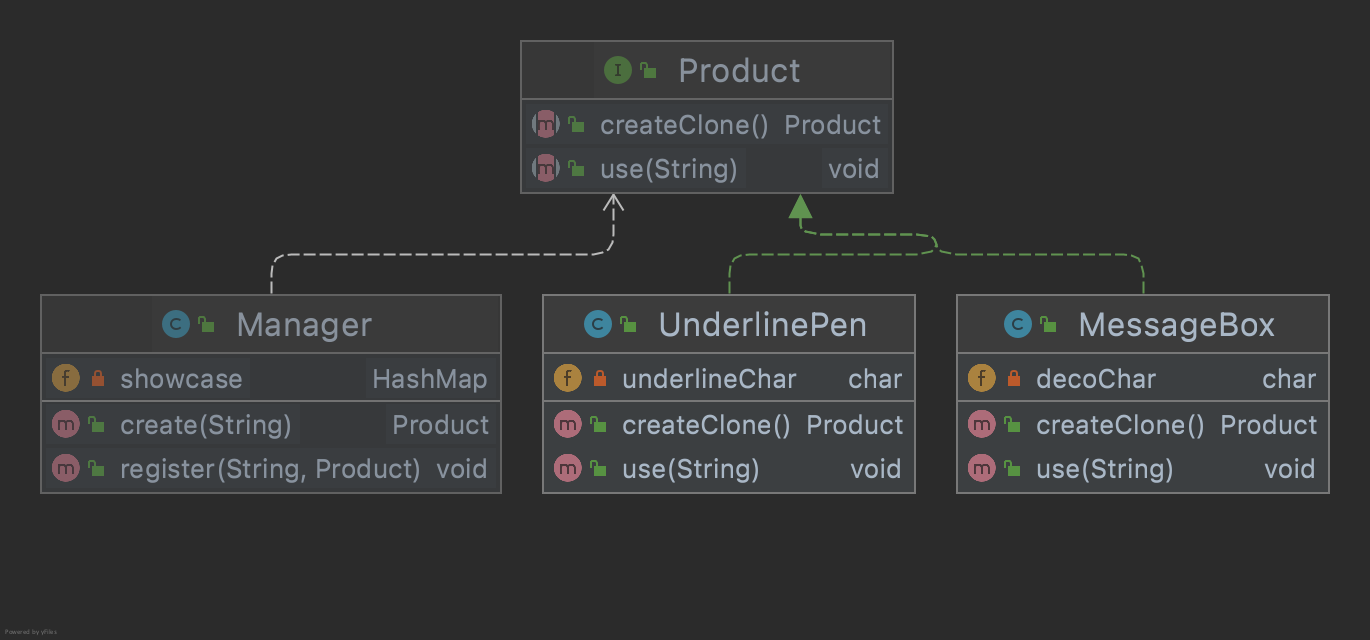 Product
createClone() Product
use(String) void
Manager
showcase HashMap
create(String) Product
register(String, Product) void
UnderlinePen
underlineChar char
createClone() Product
use(String) void
MessageBox
decoChar char
createClone() Product
use(String) void
Powered by yFiles